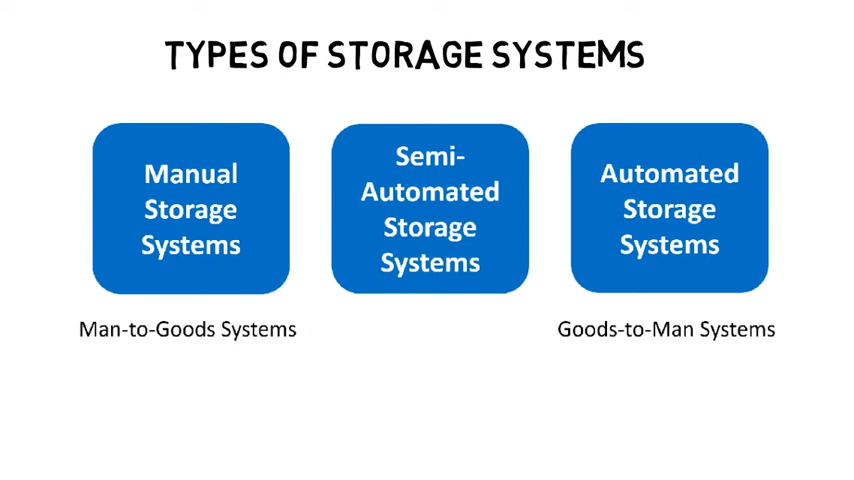 TYPES OF STORAGE SYSTEMS
Manual
Storage
Systems
Semi-
Automated
Storage
Systems
Automated
Storage
Systems
Man-to-Goods Systems
Goods-to-Man Systems